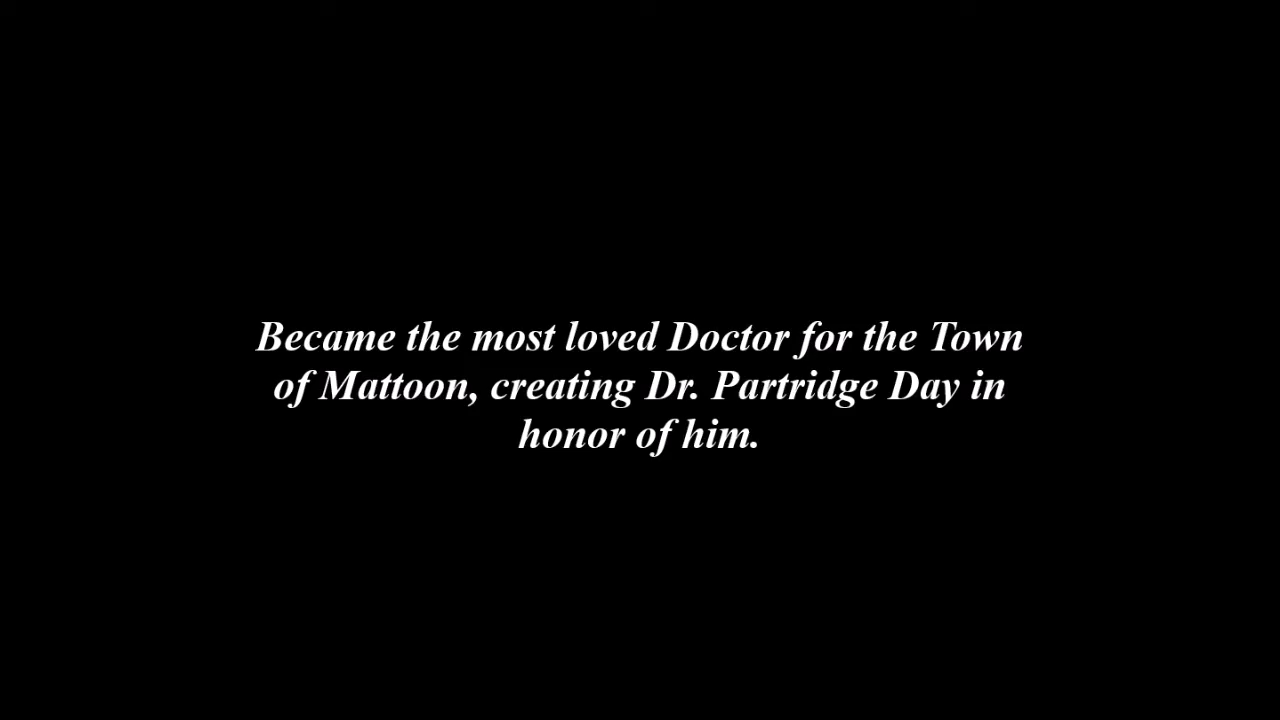 Became the most loved Doctor for the Town
of Mattoon, creating Dr. Partridge Day in
honor of him.